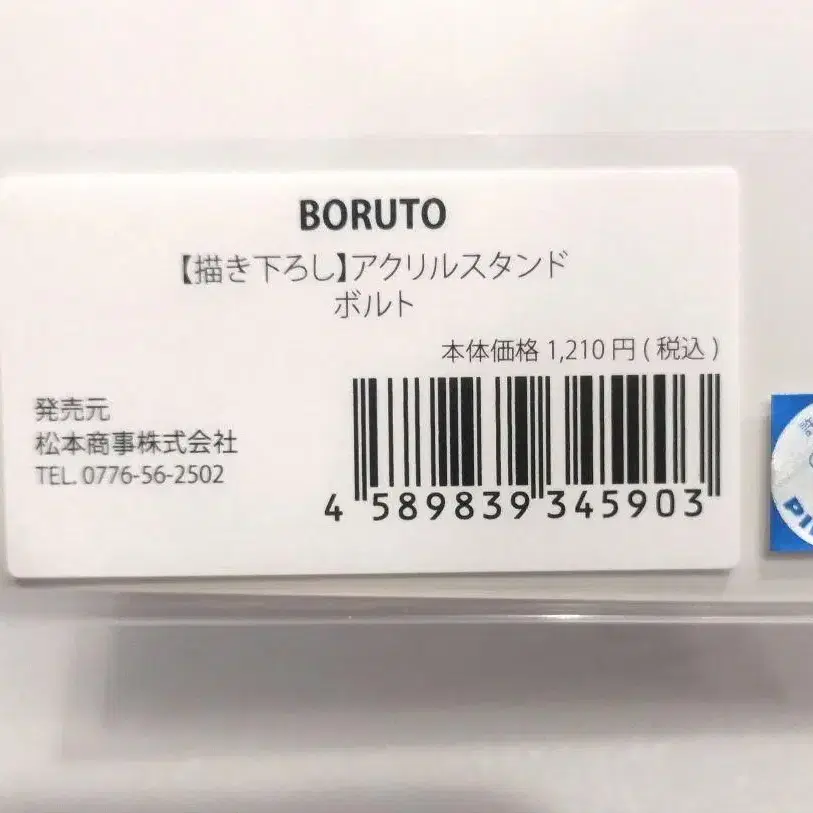 BORUTO
【描き下ろし】アクリルスタンド
ボルト
本体価格 1,210 円 ( 税込 )
発売元
松本商事株式会社
TEL. 0776-56-2502
4 589839 345903